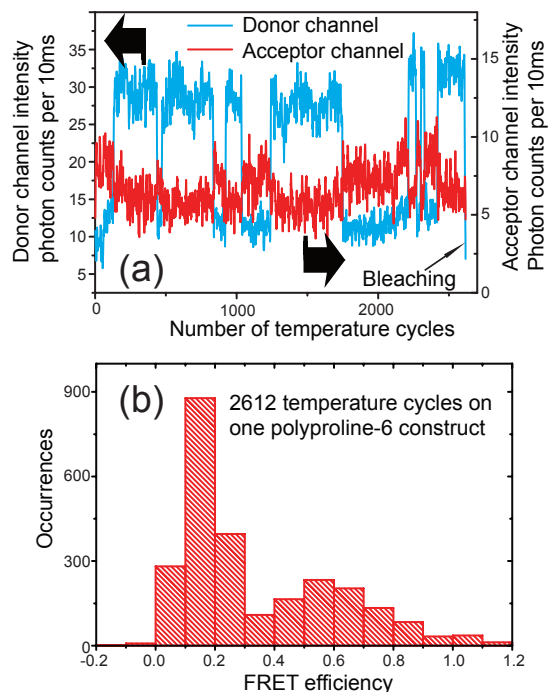 Donor channel
Acceptor channel
Donor channel intensity
photon counts per 10ms
35
30
25
20
15
10
5
15
10
5
0
Acceptor channel intensity
Photon counts per 10ms
(a)
Bleaching
0
1000
2000
Number of temperature cycles
(b)
2612 temperature cycles on
one polyproline-6 construct
Occurrences
900
600
300
0
-0.2
0.0
0.2
0.4
0.6
0.8
1.0
1.2
FRET efficiency